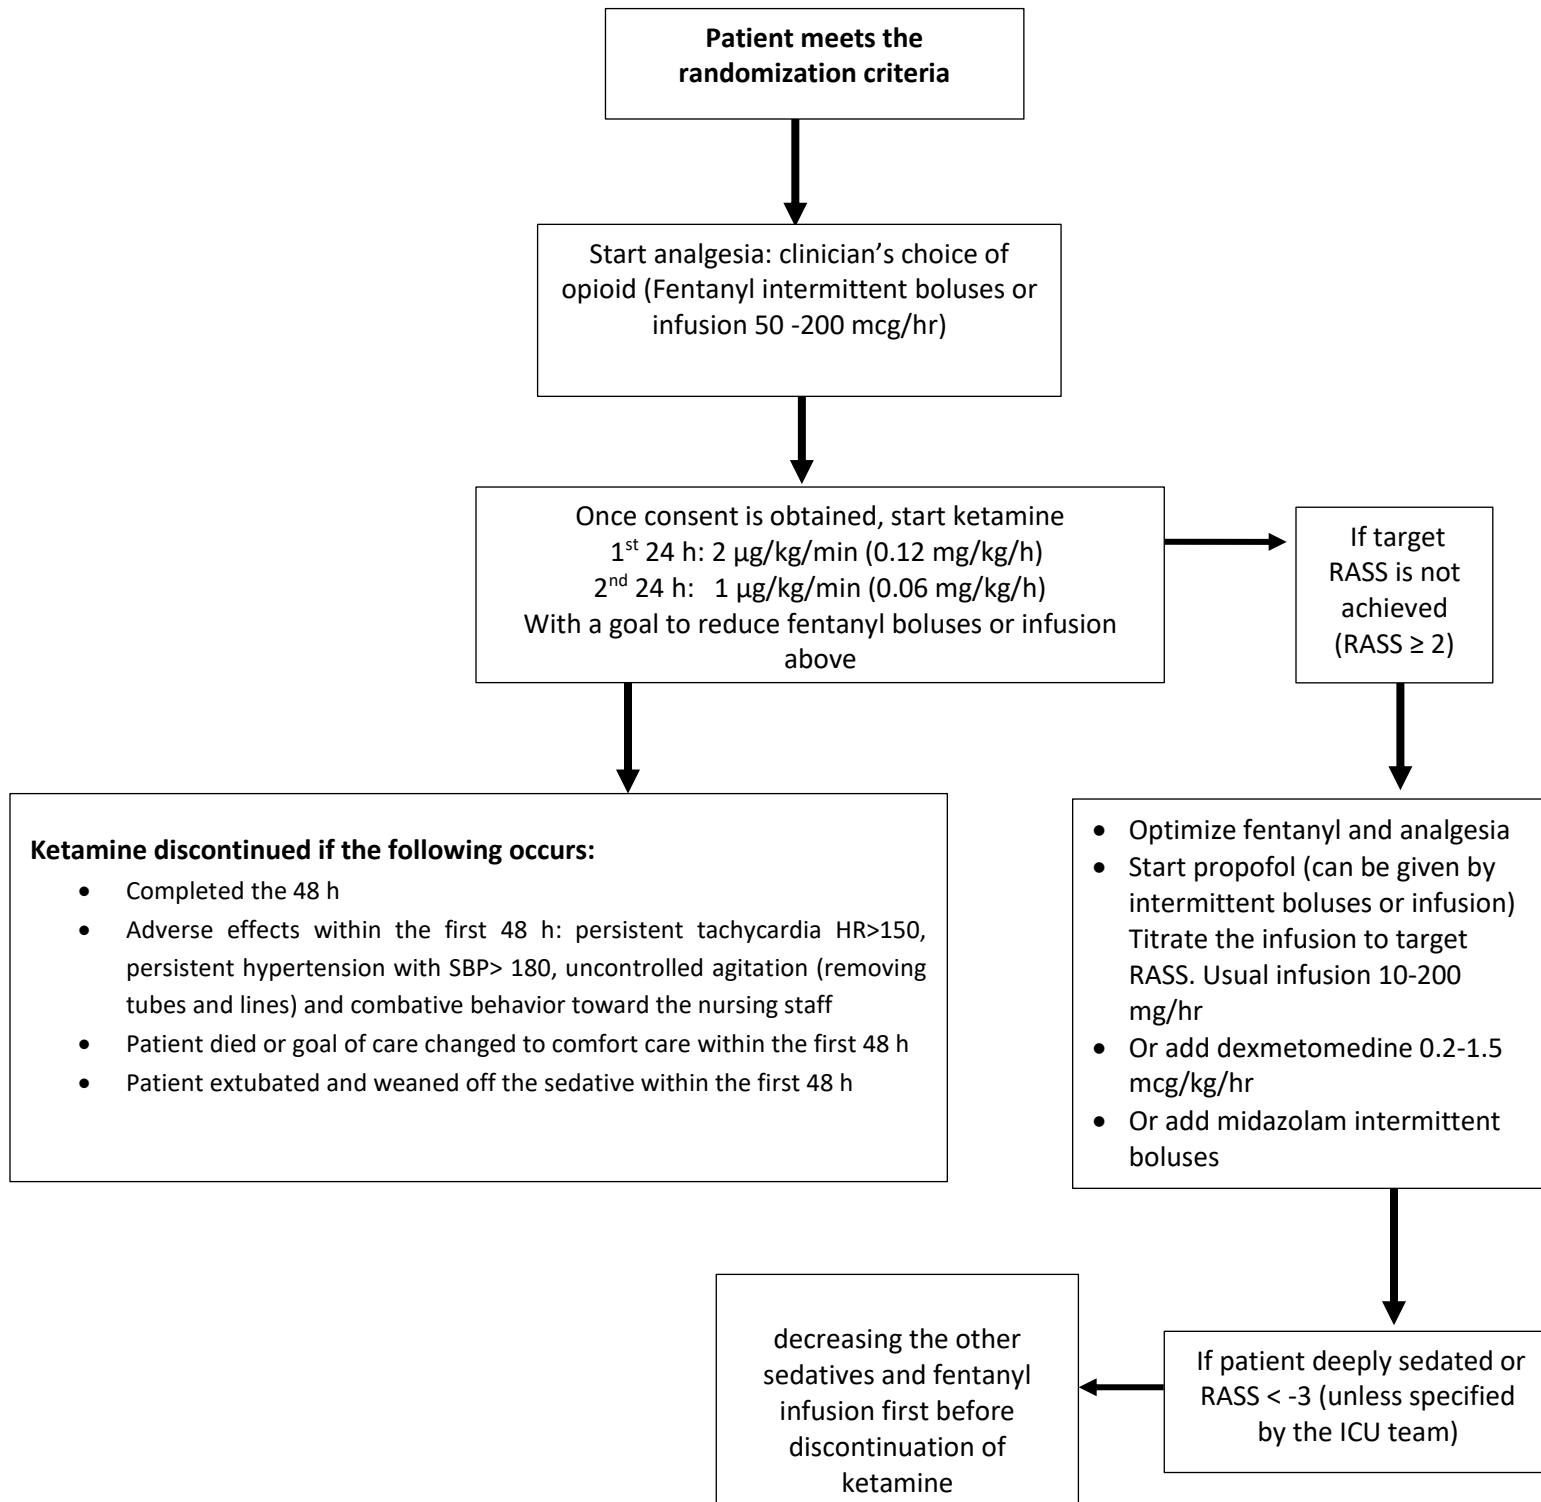 Patient meets the
randomization criteria
Start analgesia: clinician’s choice of
opioid (Fentanyl intermittent boluses or
infusion 50 -200 mcg/hr)
Once consent is obtained, start ketamine
1st 24 h: 2 µg/kg/min (0.12 mg/kg/h)
2nd 24 h: 1 µg/kg/min (0.06 mg/kg/h)
With a goal to reduce fentanyl boluses or infusion
above
If target
RASS is not
achieved
(RASS ≥ 2)
Ketamine discontinued if the following occurs:
• Completed the 48 h
• Adverse effects within the first 48 h: persistent tachycardia HR>150,
persistent hypertension with SBP> 180, uncontrolled agitation (removing
tubes and lines) and combative behavior toward the nursing staff
• Patient died or goal of care changed to comfort care within the first 48 h
• Patient extubated and weaned off the sedative within the first 48 h
• Optimize fentanyl and analgesia
• Start propofol (can be given by
intermittent boluses or infusion)
Titrate the infusion to target
RASS. Usual infusion 10-200
mg/hr
• Or add dexmetomedine 0.2-1.5
mcg/kg/hr
• Or add midazolam intermittent
boluses
If patient deeply sedated or
RASS < -3 (unless specified
by the ICU team)
decreasing the other
sedatives and fentanyl
infusion first before
discontinuation of
ketamine